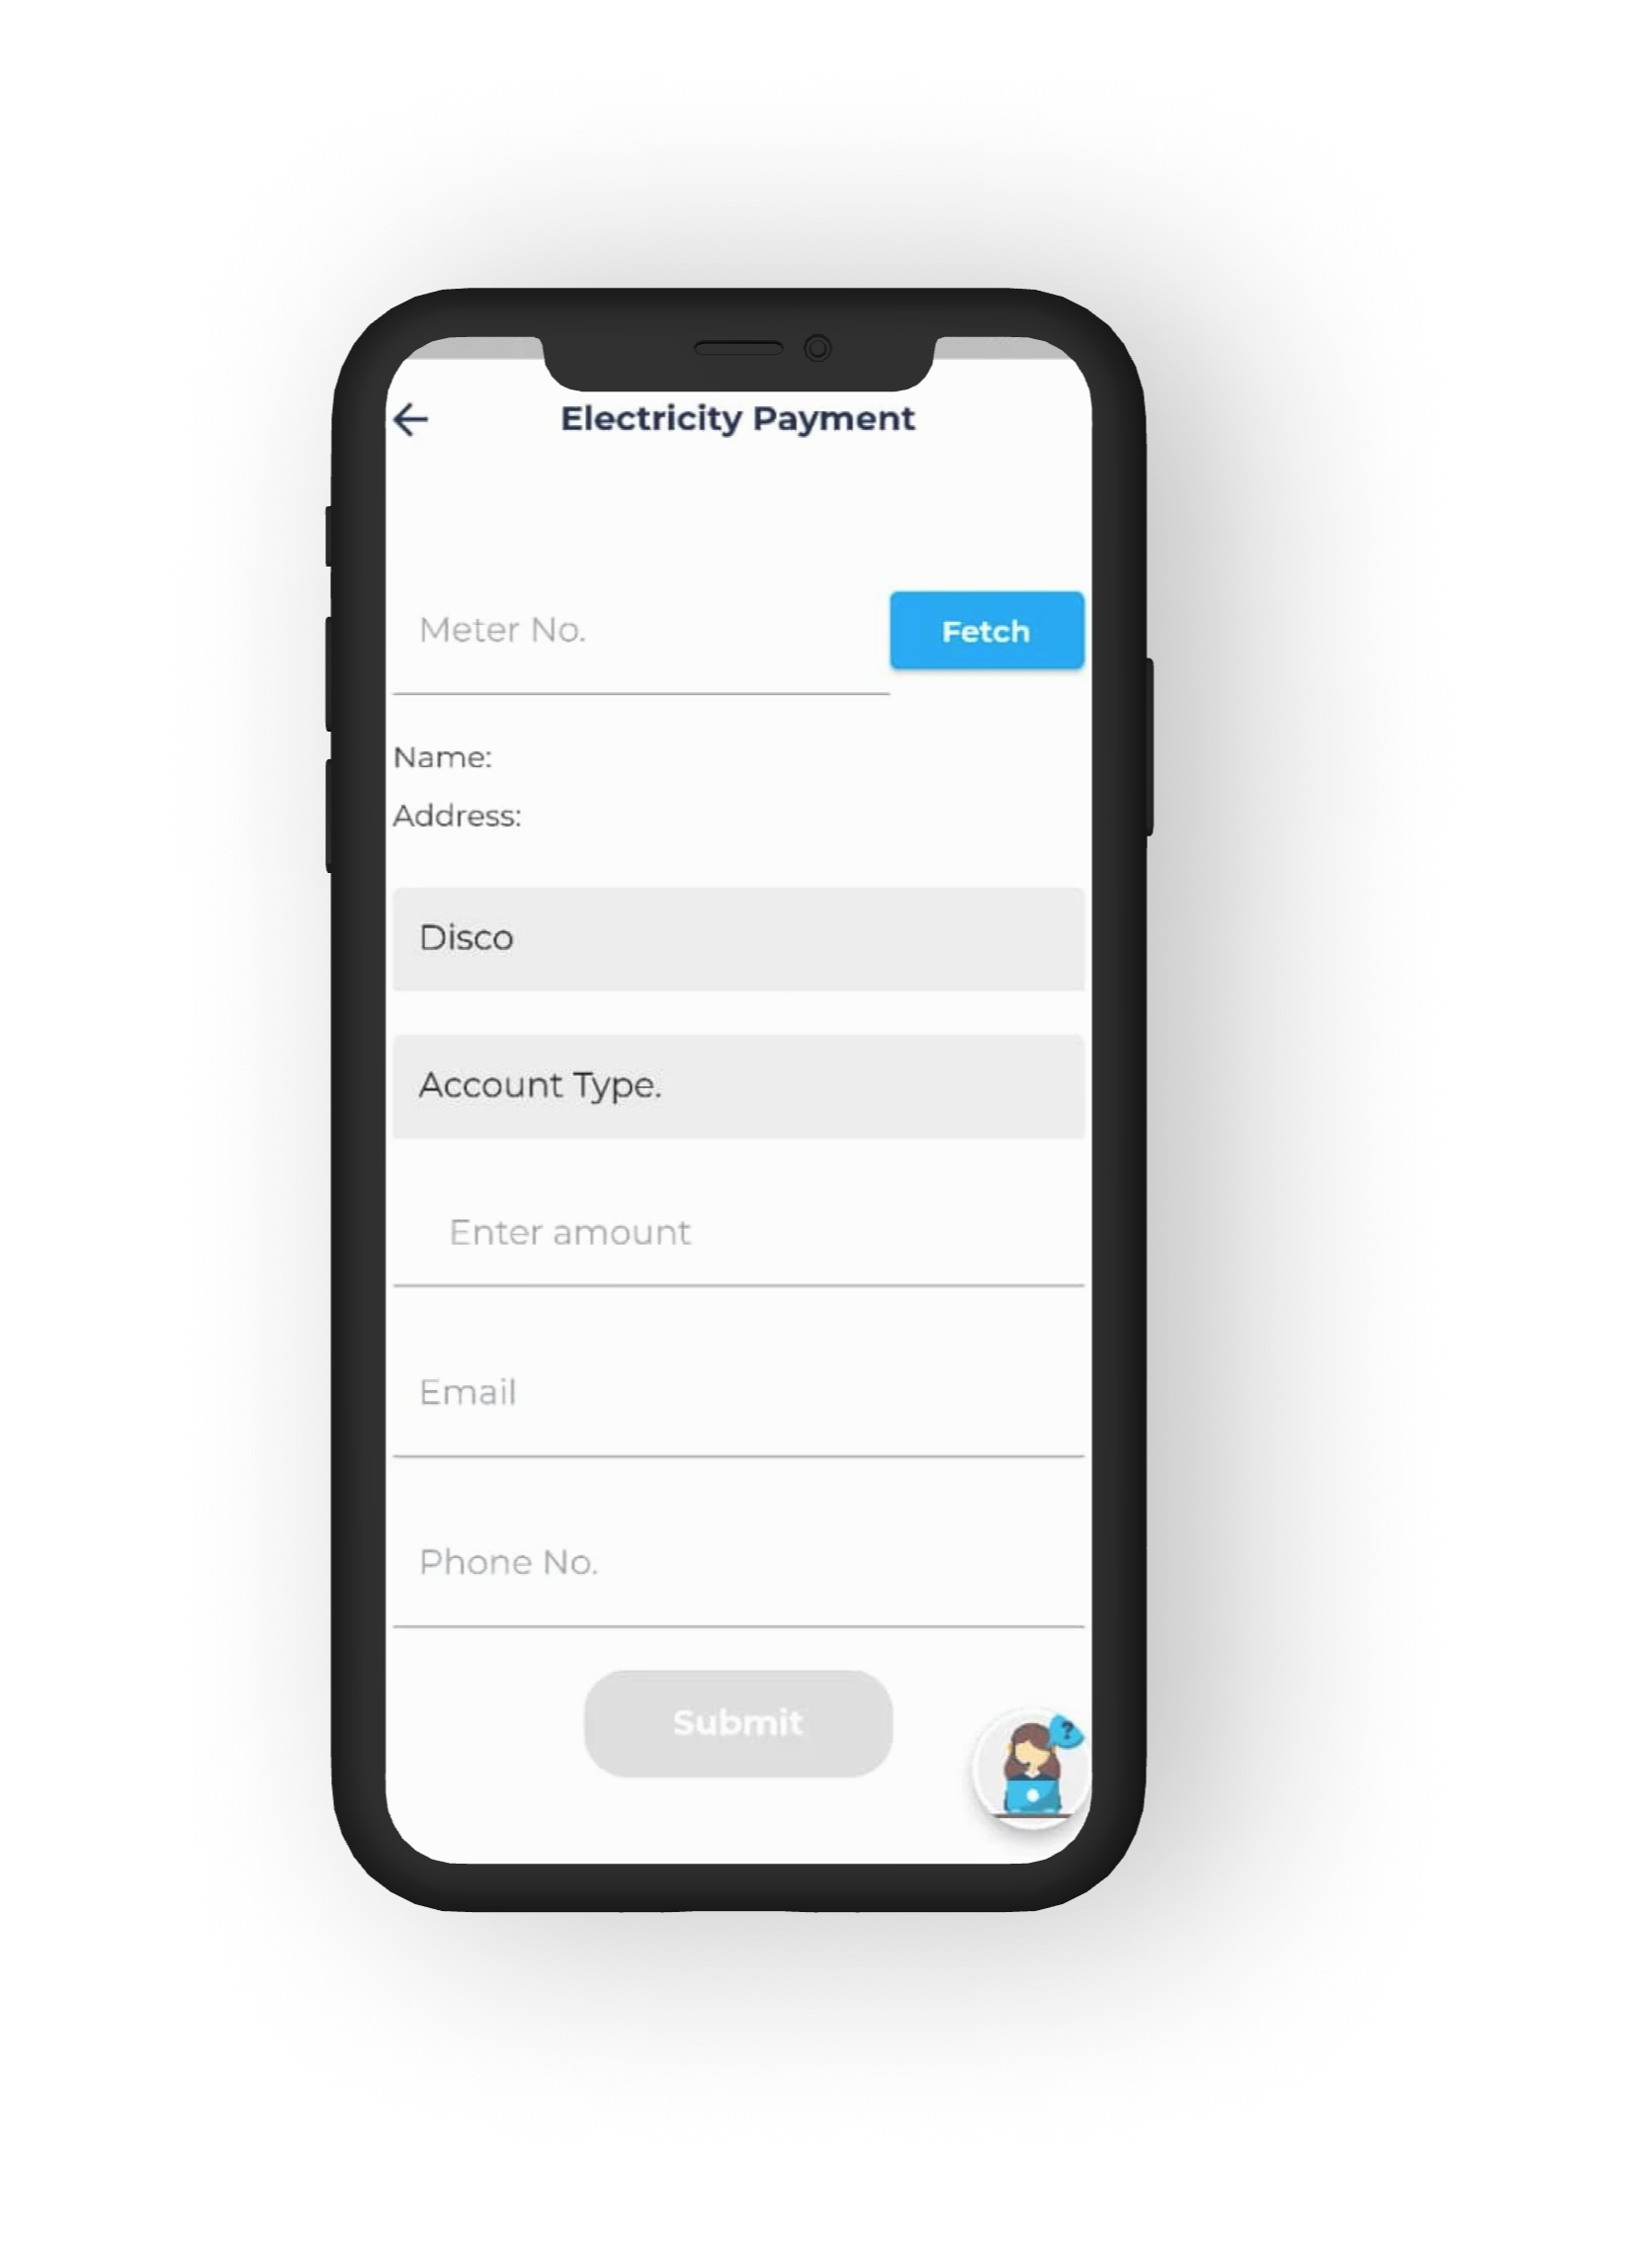 Electricity Payment
Meter No.
Fetch
Name:
Address:
Disco
Account Type.
Enter amount
Email
Phone No.
Submit
?